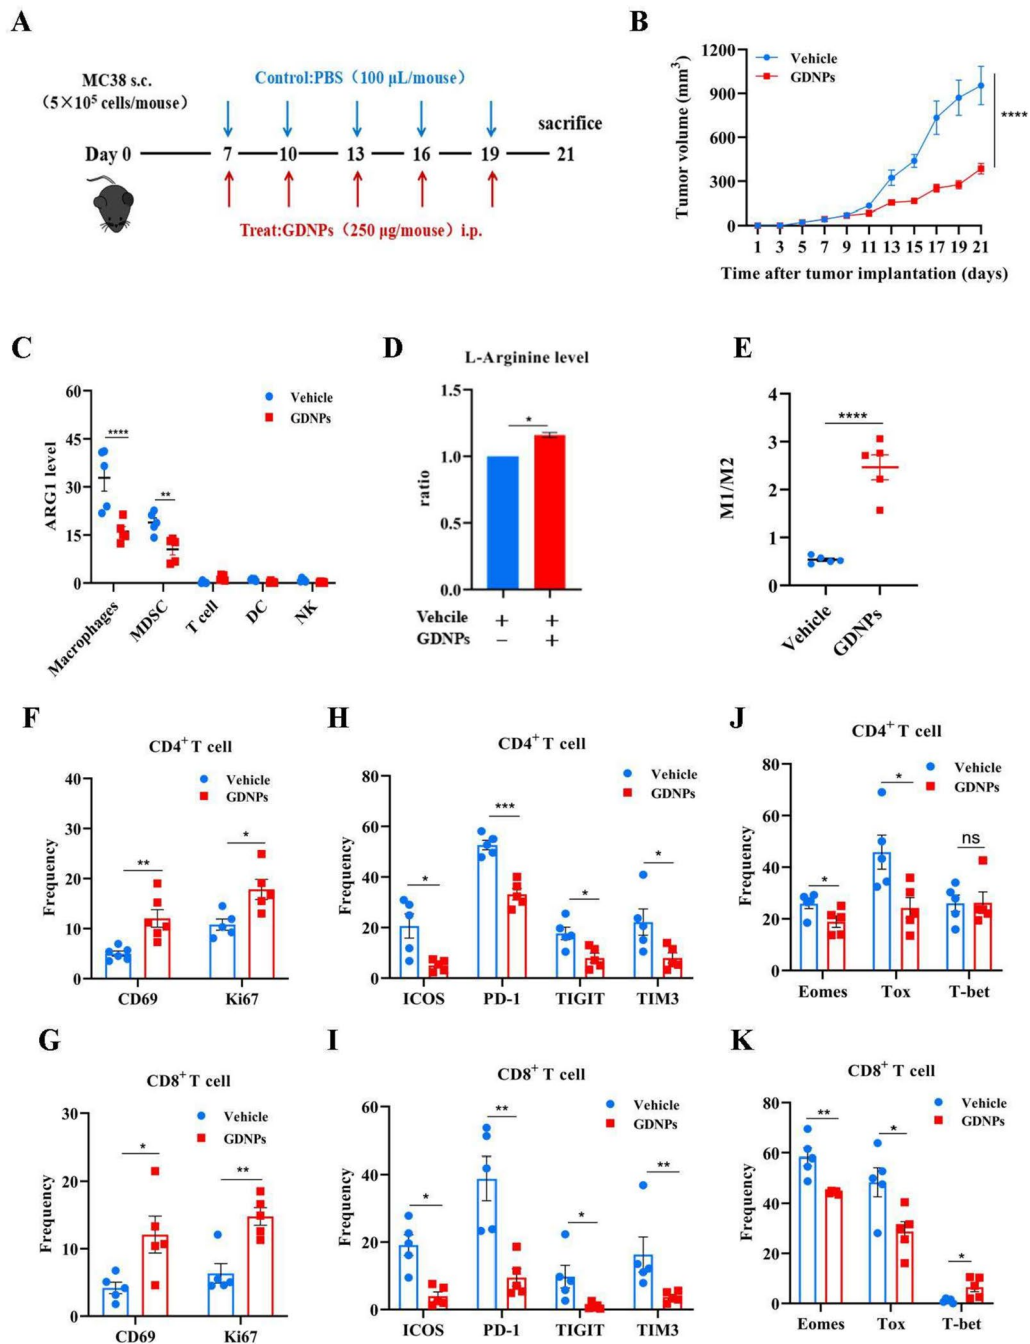 A
MC38 s.c.
（5×10⁵ cells/mouse）
Control:PBS（100 μL/mouse）
sacrifice
Day 0
7
10
13
16
19
21
Treat:GDNPs（250 μg/mouse）i.p.
B
Vehicle
GDNPs
Tumor volume (mm³)
1200
900
600
300
0
****
1 3 5 7 9 11 13 15 17 19 21
Time after tumor implantation (days)
C
Vehicle
GDNPs
ARG1 level
60
45
30
15
0
****
**
Macrophages
MDSC
T cell
DC
NK
D
L-Arginine level
ratio
1.5
1.0
0.5
0.0
*
Vehcile + +
GDNPs − +
E
M1/M2
4
3
2
1
0
****
Vehicle
GDNPs
F
CD4⁺ T cell
Vehicle
GDNPs
Frequency
40
30
20
10
0
**
*
CD69
Ki67
H
CD4⁺ T cell
Vehicle
GDNPs
Frequency
80
60
40
20
0
*
***
*
*
ICOS
PD-1
TIGIT
TIM3
J
CD4⁺ T cell
Vehicle
GDNPs
Frequency
80
60
40
20
0
*
*
ns
Eomes
Tox
T-bet
G
CD8⁺ T cell
Vehicle
GDNPs
Frequency
30
20
10
0
*
**
CD69
Ki67
I
CD8⁺ T cell
Vehicle
GDNPs
Frequency
60
40
20
0
*
**
*
**
ICOS
PD-1
TIGIT
TIM3
K
CD8⁺ T cell
Vehicle
GDNPs
Frequency
80
60
40
20
0
**
*
*
Eomes
Tox
T-bet